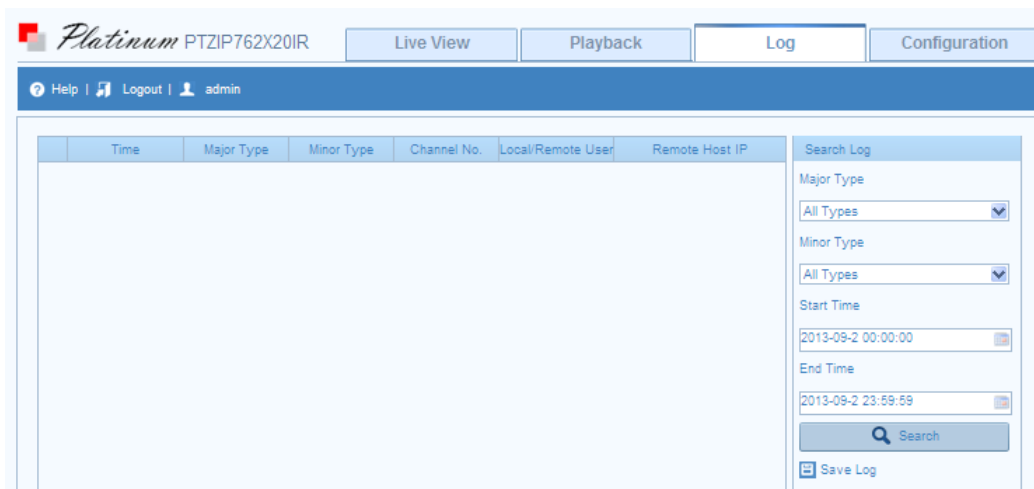 Platinum PTZIP762X20IR
Live View
Playback
Log
Configuration
Help | Logout | admin
Time
Major Type
Minor Type
Channel No.
Local/Remote User
Remote Host IP
Search Log
Major Type
All Types
Minor Type
All Types
Start Time
2013-09-2 00:00:00
End Time
2013-09-2 23:59:59
Search
Save Log